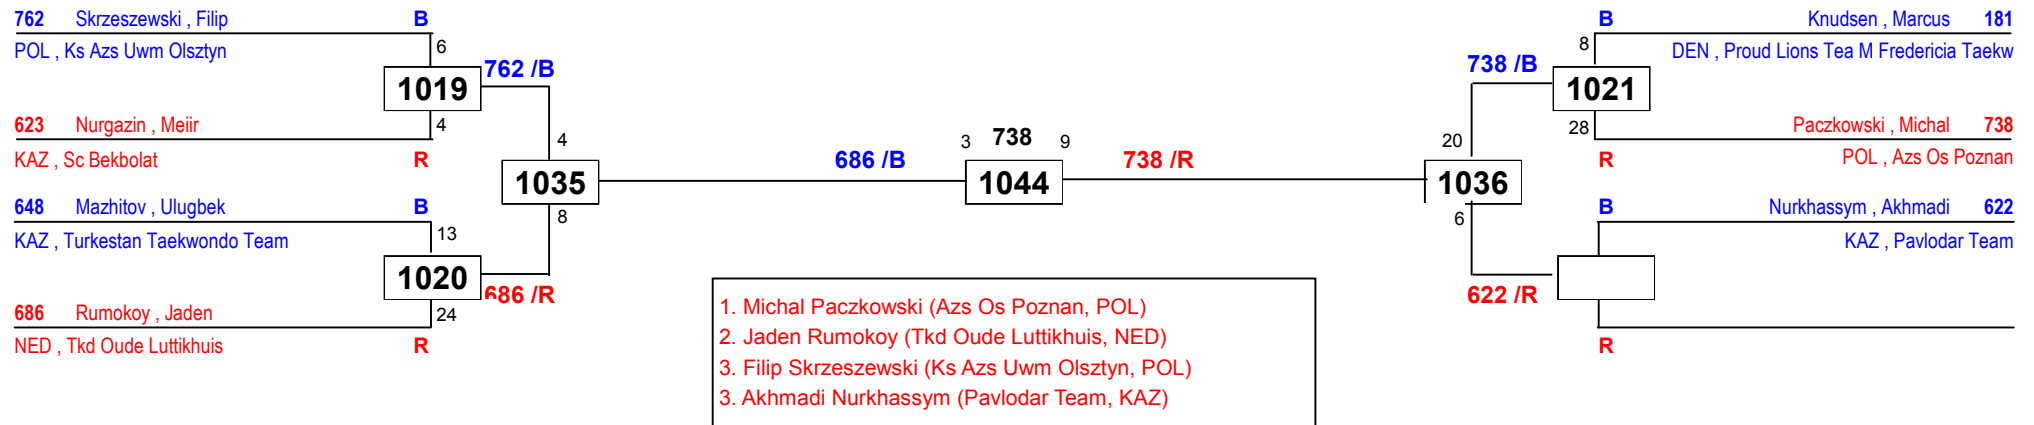 762 Skrzeszewski , Filip B
POL , Ks Azs Uwm Olsztyn
6
1019
762 /B
4
623 Nurgazin , Meiir
KAZ , Sc Bekbolat R
4
1035
8
648 Mazhitov , Ulugbek B
KAZ , Turkestan Taekwondo Team
13
1020
686 /R
24
686 Rumokoy , Jaden
NED , Tkd Oude Luttikhuis R
686 /B
3 738 9
1044
738 /R
B Knudsen , Marcus 181
8
DEN , Proud Lions Tea M Fredericia Taekw
738 /B
1021
28
Paczkowski , Michal 738
R POL , Azs Os Poznan
20
1036
6
B Nurkhassym , Akhmadi 622
KAZ , Pavlodar Team
622 /R
R
1. Michal Paczkowski (Azs Os Poznan, POL)
2. Jaden Rumokoy (Tkd Oude Luttikhuis, NED)
3. Filip Skrzeszewski (Ks Azs Uwm Olsztyn, POL)
3. Akhmadi Nurkhassym (Pavlodar Team, KAZ)